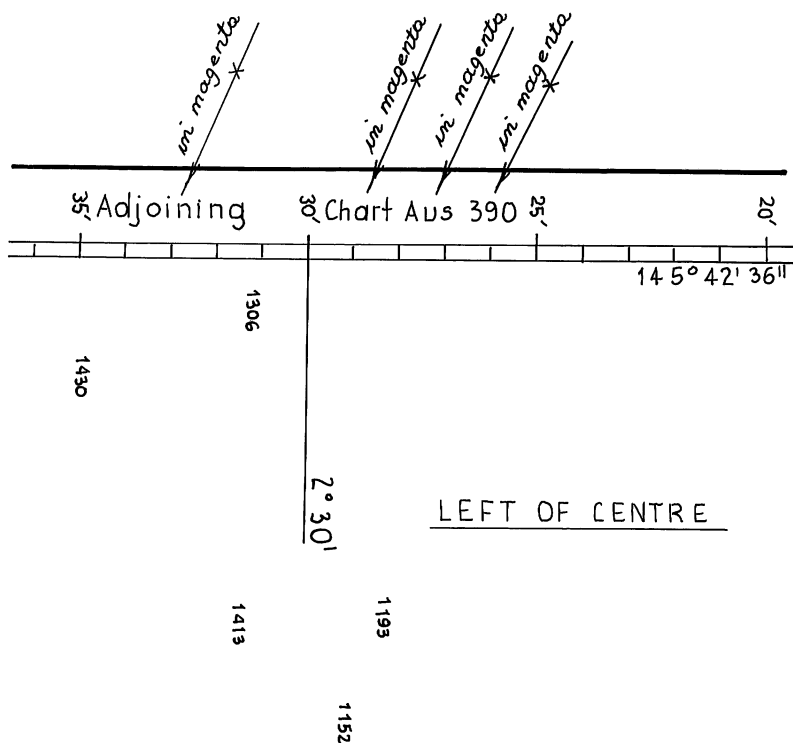 in magenta
in magenta
in magenta
in magenta
35' Adjoining 30' Chart Aus 390 25' 20'
145° 42' 36"
1306
1430
2° 30'
LEFT OF CENTRE
1413
1193
1152